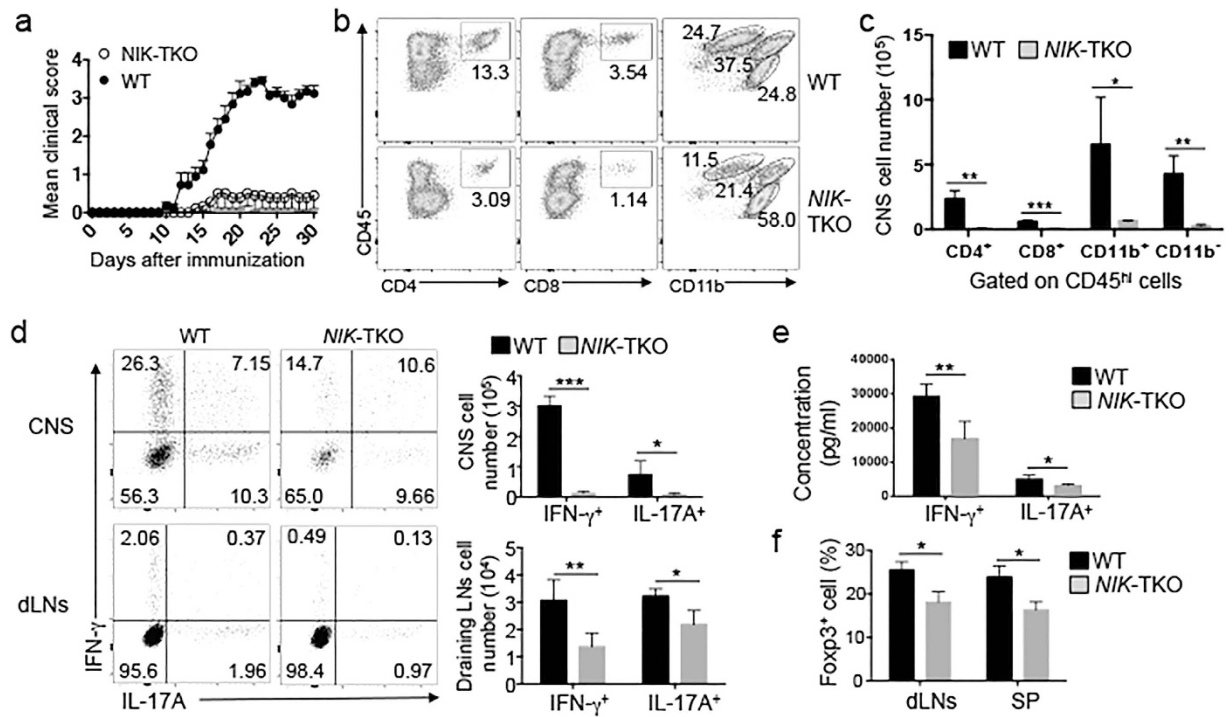 a
NIK-TKO
WT
Mean clinical score
4
3
2
1
0
0 5 10 15 20 25 30
Days after immunization
b
CD45
13.3
3.54
24.7
37.5
24.8
WT
3.09
1.14
11.5
21.4
58.0
NIK-
TKO
CD4
CD8
CD11b
c
WT NIK-TKO
CNS cell number (10⁵)
15
10
5
0
** *** * **
CD4⁺ CD8⁺ CD11b⁺ CD11b⁻
Gated on CD45ʰⁱ cells
d
WT NIK-TKO
CNS
26.3 7.15
56.3 10.3
14.7 10.6
65.0 9.66
dLNs
2.06 0.37
95.6 1.96
0.49 0.13
98.4 0.97
IFN-γ
IL-17A
WT NIK-TKO
CNS cell
number (10⁵)
4
3
2
1
0
*** *
IFN-γ⁺ IL-17A⁺
Draining LNs cell
number (10⁴)
5
4
3
2
1
0
** *
IFN-γ⁺ IL-17A⁺
e
Concentration
(pg/ml)
40000
30000
20000
10000
0
** *
WT
NIK-TKO
IFN-γ⁺ IL-17A⁺
f
Foxp3⁺ cell (%)
30
20
10
0
* *
WT
NIK-TKO
dLNs SP